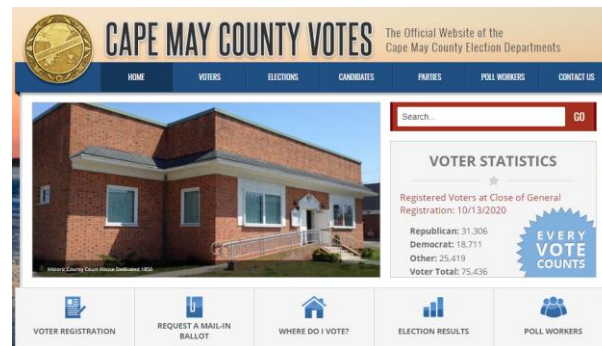 CAPE MAY COUNTY VOTES
The Official Website of the
Cape May County Election Departments
HOME VOTERS ELECTIONS CANDIDATES PARTIES POLL WORKERS CONTACT US
Search...
GO
VOTER STATISTICS
Registered Voters at Close of General
Registration: 10/13/2020
Republican: 31,306
Democrat: 18,711
Other: 25,419
Voter Total: 75,436
EVERY
VOTE
COUNTS
Historic County Court House Dedicated 1850
VOTER REGISTRATION
REQUEST A MAIL-IN
BALLOT
WHERE DO I VOTE?
ELECTION RESULTS
POLL WORKERS